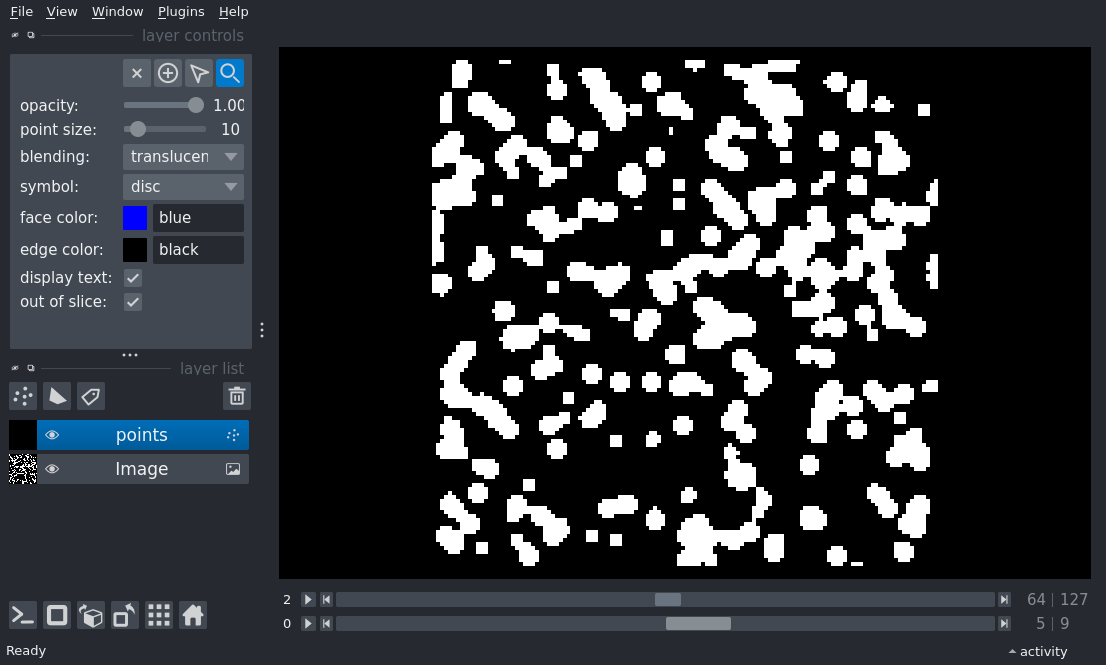 File View Window Plugins Help
layer controls
opacity: 1.00
point size: 10
blending: translucen
symbol: disc
face color: blue
edge color: black
display text:
out of slice:
layer list
points
Image
2 64 | 127
0 5 | 9
Ready activity